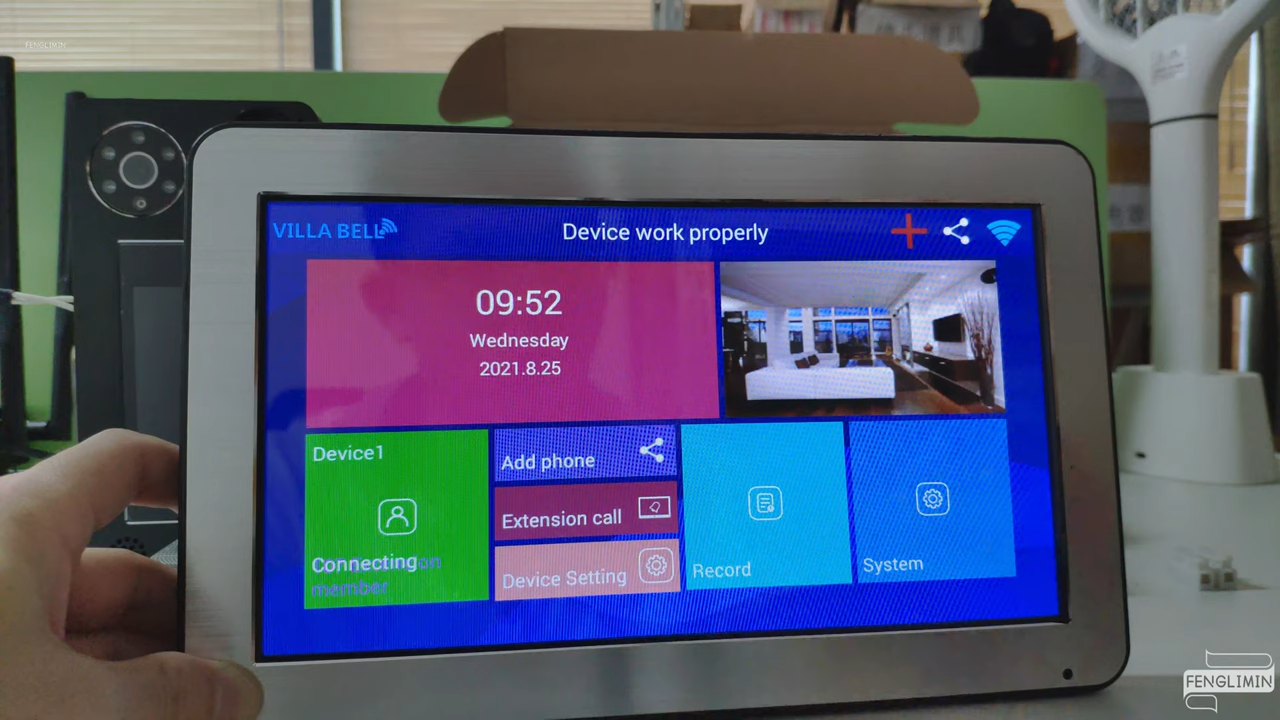 FENGLIMIN
VILLA BELL
Device work properly
09:52
Wednesday
2021.8.25
Device1
Add phone
Extension call
Device Setting
Connecting
member
Record
System
FENGLIMIN